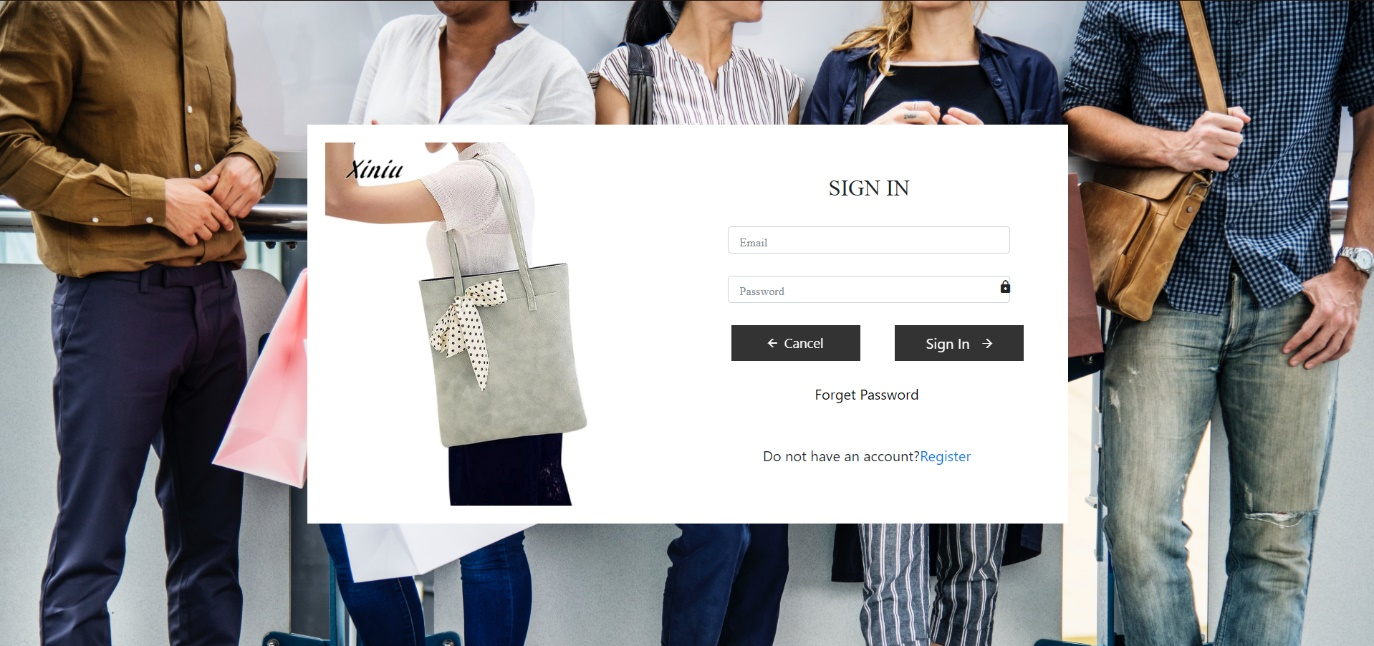 Xiniu
SIGN IN
Email
Password
← Cancel
Sign In →
Forget Password
Do not have an account?Register